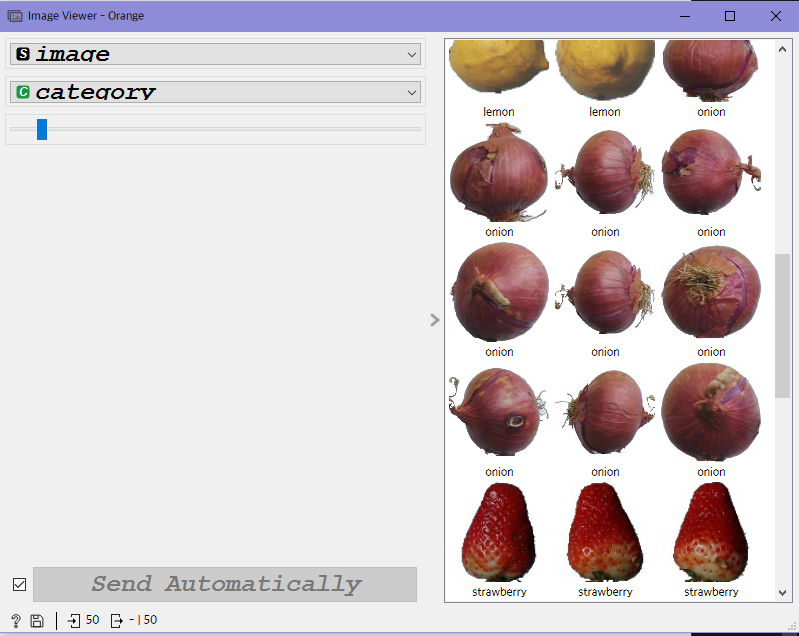 Image Viewer - Orange
S image
C category
lemon lemon onion
onion onion onion
onion onion onion
onion onion onion
strawberry strawberry strawberry
Send Automatically
? 50 - | 50